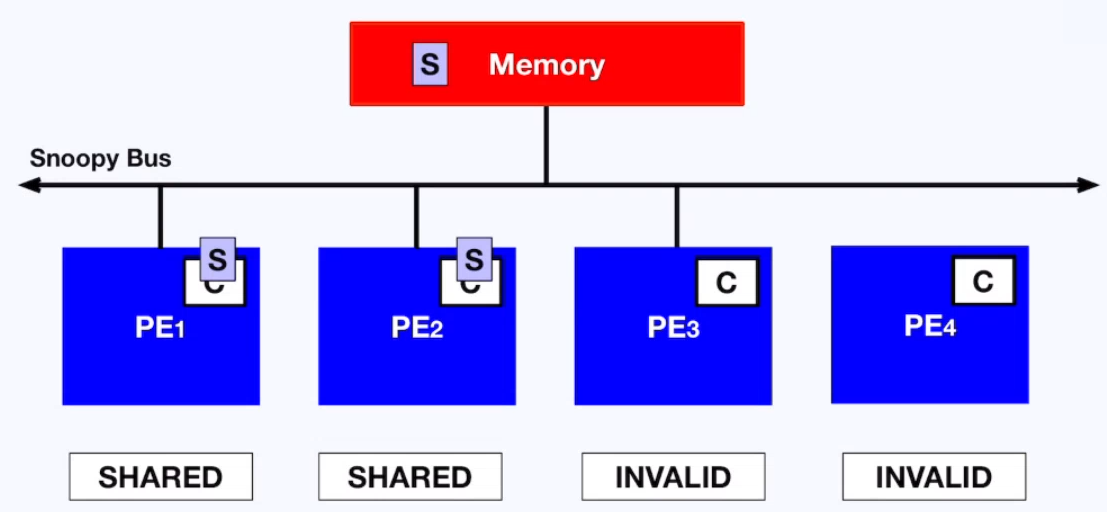 S Memory
Snoopy Bus
S S
C C C C
PE1 PE2 PE3 PE4
SHARED SHARED INVALID INVALID